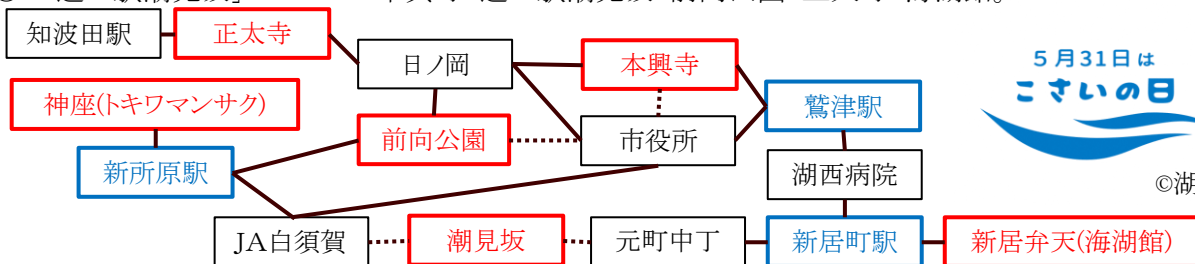 知波田駅
正太寺
日ノ岡
本興寺
5月31日は
こさいの日
神座(トキワマンサク)
鷲津駅
前向公園
市役所
新所原駅
湖西病院
©湖
JA白須賀
潮見坂
元町中丁
新居町駅
新居弁天(海湖館)